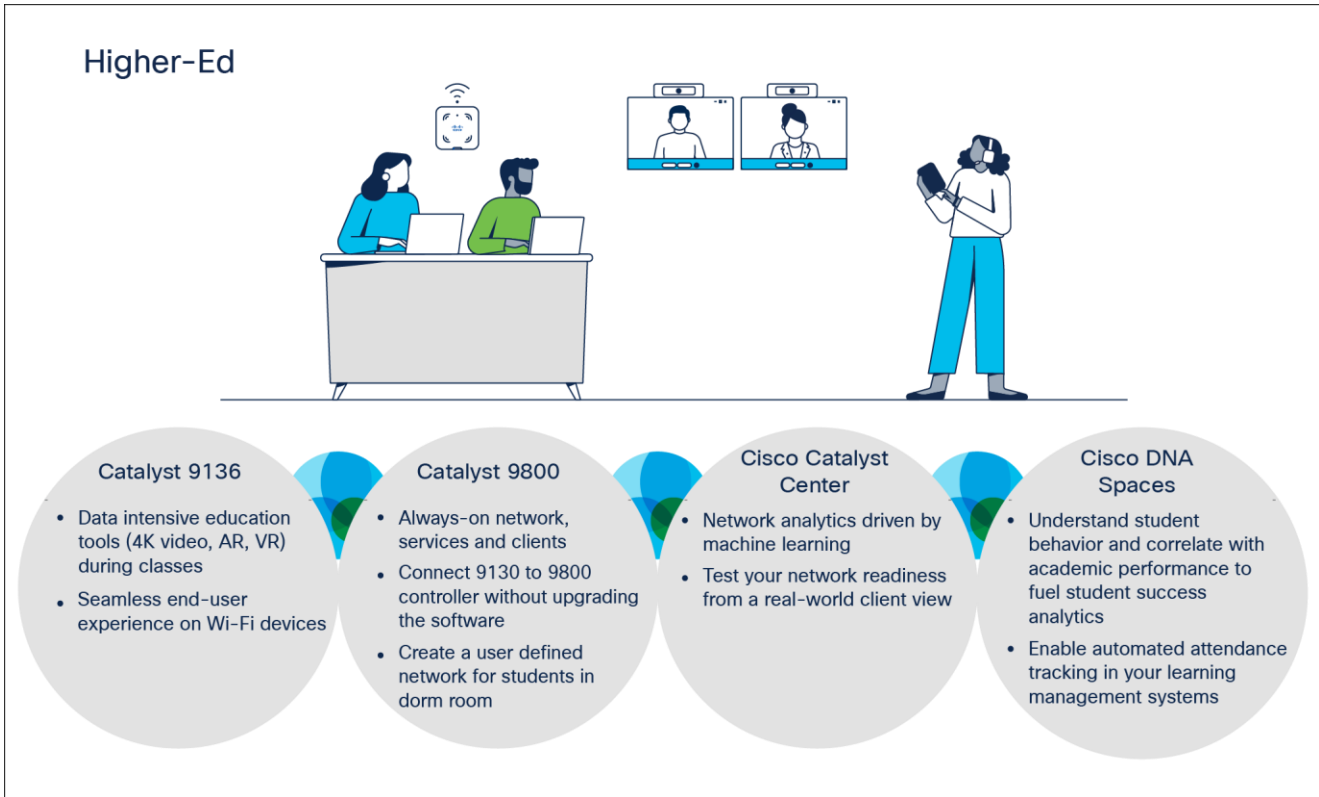 Higher-Ed
Catalyst 9136
• Data intensive education
tools (4K video, AR, VR)
during classes
• Seamless end-user
experience on Wi-Fi devices
Catalyst 9800
• Always-on network,
services and clients
• Connect 9130 to 9800
controller without upgrading
the software
• Create a user defined
network for students in
dorm room
Cisco Catalyst
Center
• Network analytics driven by
machine learning
• Test your network readiness
from a real-world client view
Cisco DNA
Spaces
• Understand student
behavior and correlate with
academic performance to
fuel student success
analytics
• Enable automated attendance
tracking in your learning
management systems